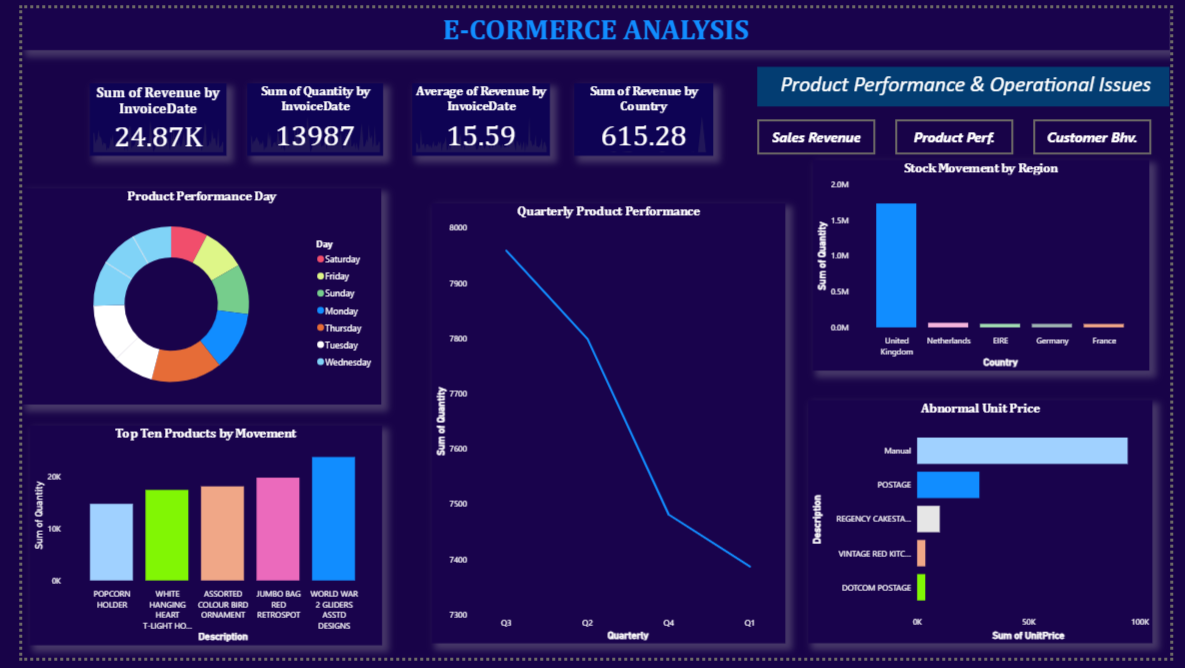 E-CORMERCE ANALYSIS
Sum of Revenue by
InvoiceDate
24.87K
Sum of Quantity by
InvoiceDate
13987
Average of Revenue by
InvoiceDate
15.59
Sum of Revenue by
Country
615.28
Product Performance & Operational Issues
Sales Revenue
Product Perf.
Customer Bhv.
Product Performance Day
Day
Saturday
Friday
Sunday
Monday
Thursday
Tuesday
Wednesday
Top Ten Products by Movement
Sum of Quantity
20K
10K
0K
POPCORN
HOLDER
WHITE
HANGING
HEART
T-LIGHT HO...
ASSORTED
COLOUR BIRD
ORNAMENT
JUMBO BAG
RED
RETROSPOT
WORLD WAR
2 GLIDERS
ASSTD
DESIGNS
Description
Quarterly Product Performance
Sum of Quantity
8000
7900
7800
7700
7600
7500
7400
7300
Q3
Q2
Q4
Q1
Quarterly
Stock Movement by Region
Sum of Quantity
2.0M
1.5M
1.0M
0.5M
0.0M
United
Kingdom
Netherlands
EIRE
Germany
France
Country
Abnormal Unit Price
Description
Manual
POSTAGE
REGENCY CAKESTA...
VINTAGE RED KITC...
DOTCOM POSTAGE
0K
50K
100K
Sum of UnitPrice